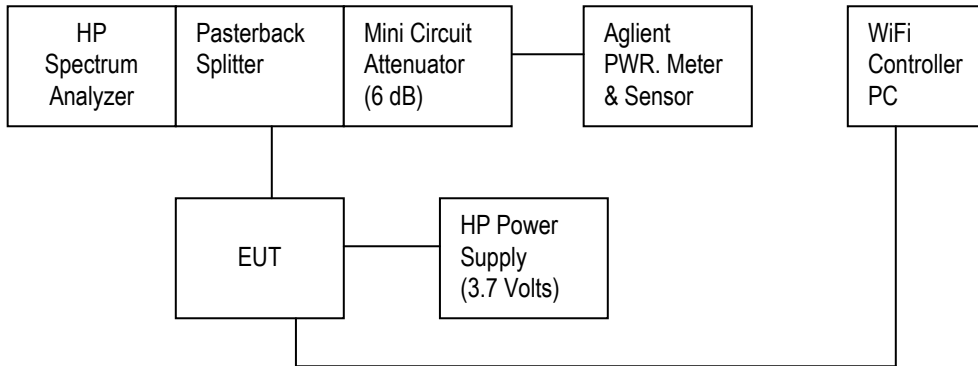 HP
Spectrum
Analyzer
Pasterback
Splitter
Mini Circuit
Attenuator
(6 dB)
Aglient
PWR. Meter
& Sensor
WiFi
Controller
PC
EUT
HP Power
Supply
(3.7 Volts)